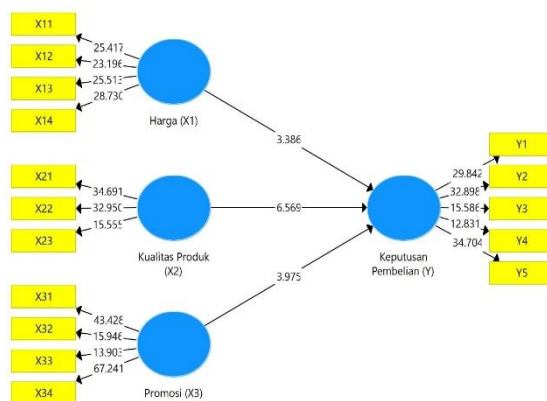 X11
25.417
X12
23.196
X13
25.513
X14
28.730
Harga (X1)
3.386
X21
34.691
X22
32.950
X23
15.555
Kualitas Produk
(X2)
6.569
X31
43.428
X32
15.946
X33
13.903
X34
67.241
Promosi (X3)
3.975
Keputusan
Pembelian (Y)
Y1
29.842
Y2
32.898
Y3
15.586
Y4
12.831
Y5
34.704